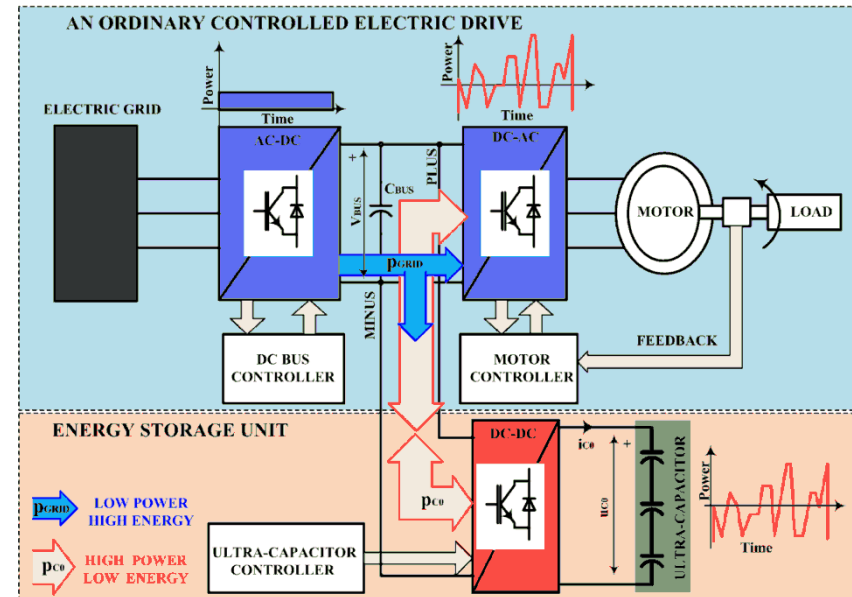 AN ORDINARY CONTROLLED ELECTRIC DRIVE
Power
Time
Power
Time
ELECTRIC GRID
AC-DC
+
VBUS
CBUS
PLUS
DC-AC
MOTOR
LOAD
pGRID
MINUS
DC BUS
CONTROLLER
MOTOR
CONTROLLER
FEEDBACK
ENERGY STORAGE UNIT
DC-DC
iC0
+
uC0
ULTRA-CAPACITOR
Power
Time
pGRID
LOW POWER
HIGH ENERGY
pC0
pC0
HIGH POWER
LOW ENERGY
ULTRA-CAPACITOR
CONTROLLER